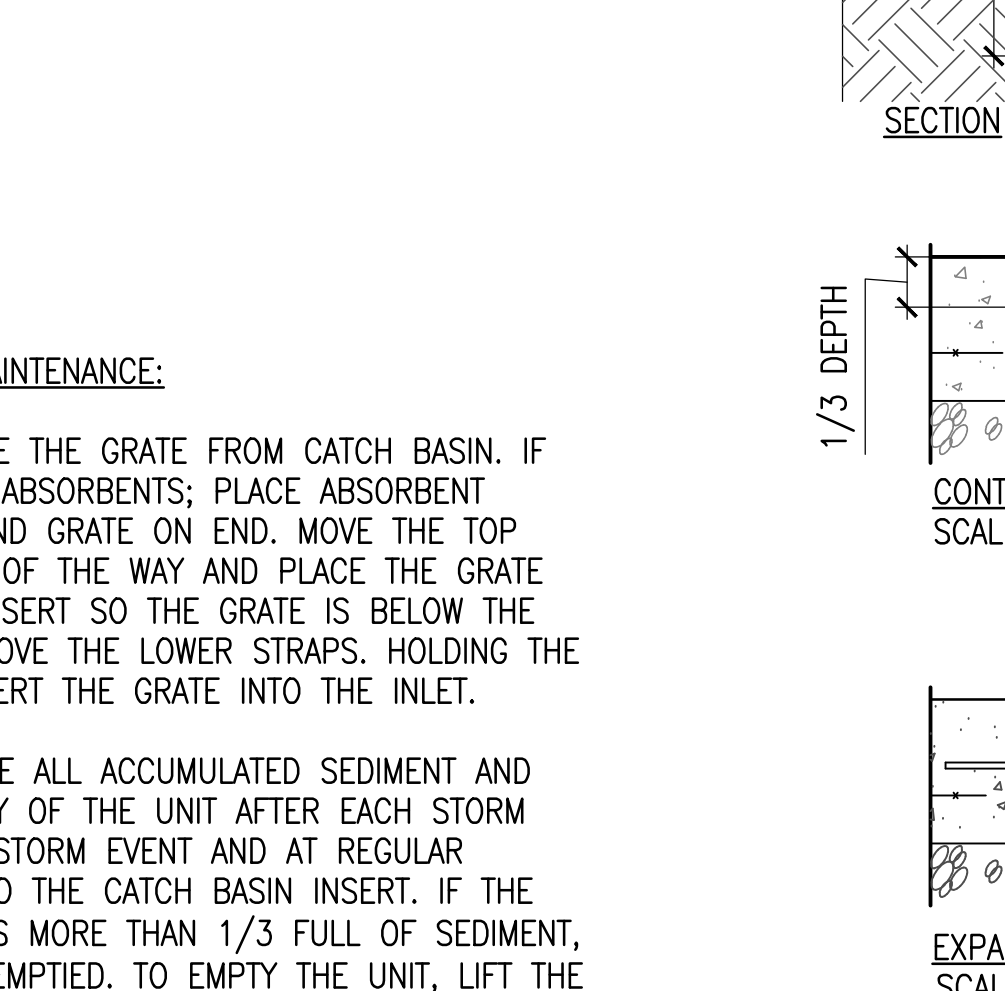 SECTION
1/3 DEPTH
AINTENANCE:
E THE GRATE FROM CATCH BASIN. IF
ABSORBENTS; PLACE ABSORBENT
ND GRATE ON END. MOVE THE TOP
OF THE WAY AND PLACE THE GRATE
SERT SO THE GRATE IS BELOW THE
OVE THE LOWER STRAPS. HOLDING THE
ERT THE GRATE INTO THE INLET.
E ALL ACCUMULATED SEDIMENT AND
Y OF THE UNIT AFTER EACH STORM
STORM EVENT AND AT REGULAR
O THE CATCH BASIN INSERT. IF THE
S MORE THAN 1/3 FULL OF SEDIMENT,
EMPTIED. TO EMPTY THE UNIT, LIFT THE
CONT
SCAL
EXPA
SCAL